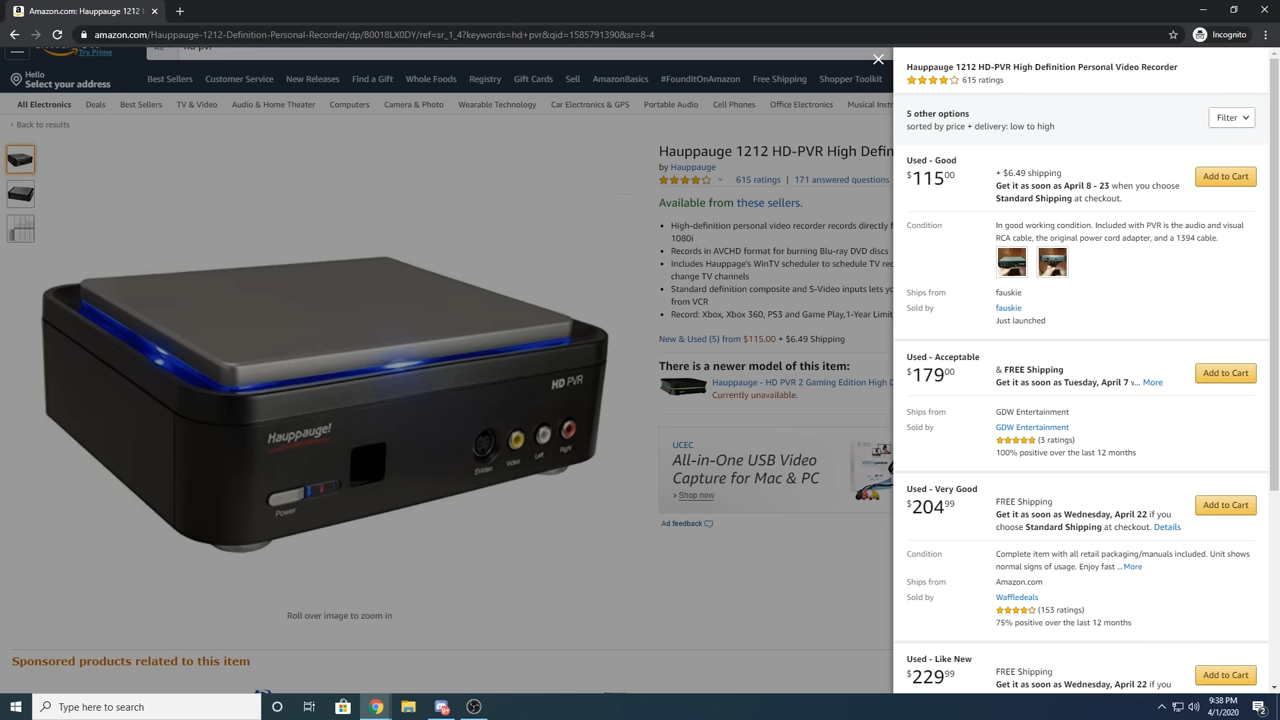 Amazon.com
amazon.com/Hauppauge-1212-Definition-Personal-Recorder/dp/B0018LX0DY/ref=sr_1_4?keywords=hd+pvr&qid=1585791390&sr=8-4
Incognito
Try Prime
All
hd pvr
Hello
Select your address
Best Sellers
Customer Service
New Releases
Find a Gift
Whole Foods
Registry
Gift Cards
Sell
AmazonBasics
#FoundItOnAmazon
Free Shipping
Shopper Toolkit
All Electronics
Deals
Best Sellers
TV & Video
Audio & Home Theater
Computers
Camera & Photo
Wearable Technology
Car Electronics & GPS
Portable Audio
Cell Phones
Office Electronics
Musical Instr
‹ Back to results
HD PVR
Hauppauge!
S-Video
Video
Left
Right
Power
Roll over image to zoom in
Hauppauge 1212 HD-PVR High Defin
by Hauppauge
615 ratings | 171 answered questions
Available from these sellers.
• High-definition personal video recorder records directly f
1080i
• Records in AVCHD format for burning Blu-ray DVD discs
• Includes Hauppage's WinTV scheduler to schedule TV rec
change TV channels
• Standard definition composite and S-Video inputs lets yo
from VCR
• Record: Xbox, Xbox 360, PS3 and Game Play,1-Year Limit
New & Used (5) from $115.00 + $6.49 Shipping
There is a newer model of this item:
Hauppauge - HD PVR 2 Gaming Edition High D
Currently unavailable.
UCEC
All-in-One USB Video
Capture for Mac & PC
» Shop now
Ad feedback
Sponsored products related to this item
Hauppauge 1212 HD-PVR High Definition Personal Video Recorder
615 ratings
5 other options
sorted by price + delivery: low to high
Filter
Used - Good
$115 00
+ $6.49 shipping
Get it as soon as April 8 - 23 when you choose
Standard Shipping at checkout.
Add to Cart
Condition
In good working condition. Included with PVR is the audio and visual
RCA cable, the original power cord adapter, and a 1394 cable.
Ships from
fauskie
Sold by
fauskie
Just launched
Used - Acceptable
$179 00
& FREE Shipping
Get it as soon as Tuesday, April 7 w... More
Add to Cart
Ships from
GDW Entertainment
Sold by
GDW Entertainment
(3 ratings)
100% positive over the last 12 months
Used - Very Good
$204 99
FREE Shipping
Get it as soon as Wednesday, April 22 if you
choose Standard Shipping at checkout. Details
Add to Cart
Condition
Complete item with all retail packaging/manuals included. Unit shows
normal signs of usage. Enjoy fast ...More
Ships from
Amazon.com
Sold by
Waffledeals
(153 ratings)
75% positive over the last 12 months
Used - Like New
$229 99
FREE Shipping
Get it as soon as Wednesday, April 22 if you
Add to Cart
Type here to search
9:38 PM
4/1/2020
2